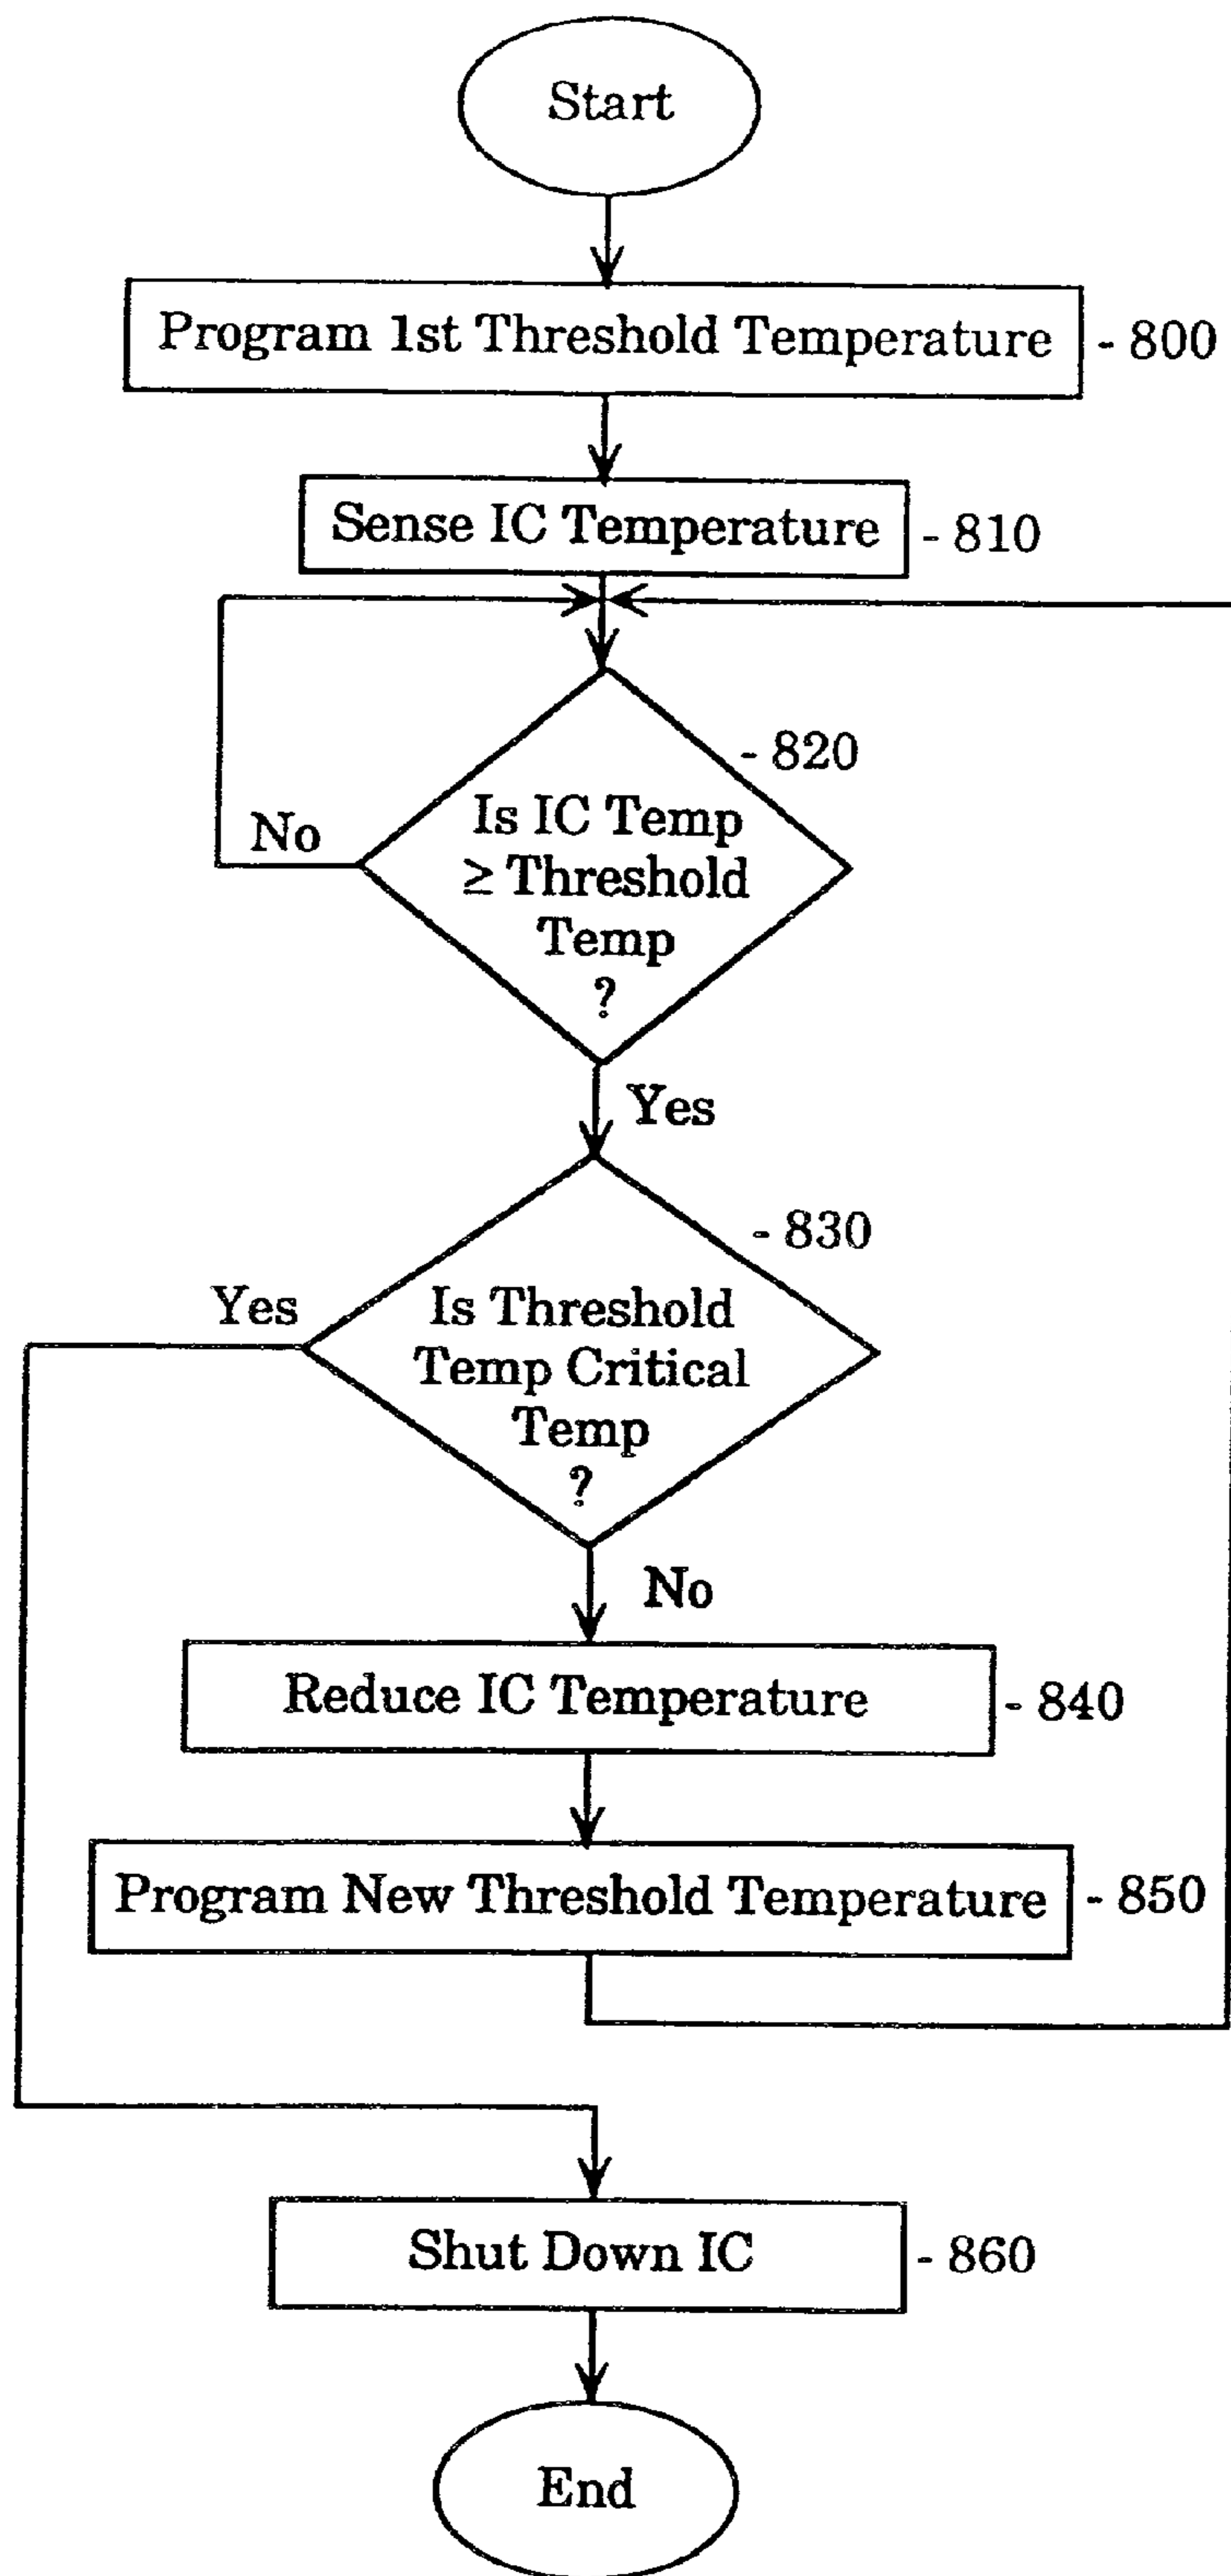 Start
Program 1st Threshold Temperature - 800
Sense IC Temperature - 810
- 820
Is IC Temp
≥ Threshold
Temp
?
No
Yes
- 830
Yes
Is Threshold
Temp Critical
Temp
?
No
Reduce IC Temperature - 840
Program New Threshold Temperature - 850
Shut Down IC - 860
End